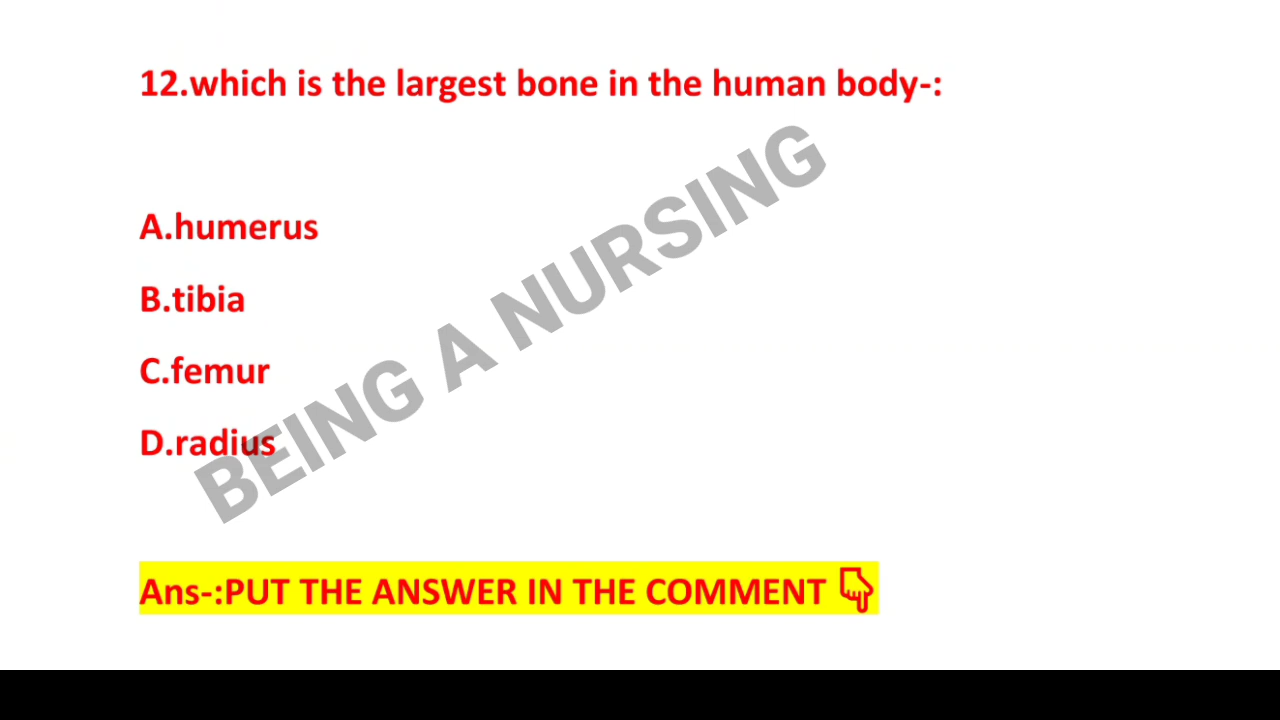 12.which is the largest bone in the human body-:
A.humerus
B.tibia
C.femur
D.radius
BEING A NURSING
Ans-:PUT THE ANSWER IN THE COMMENT